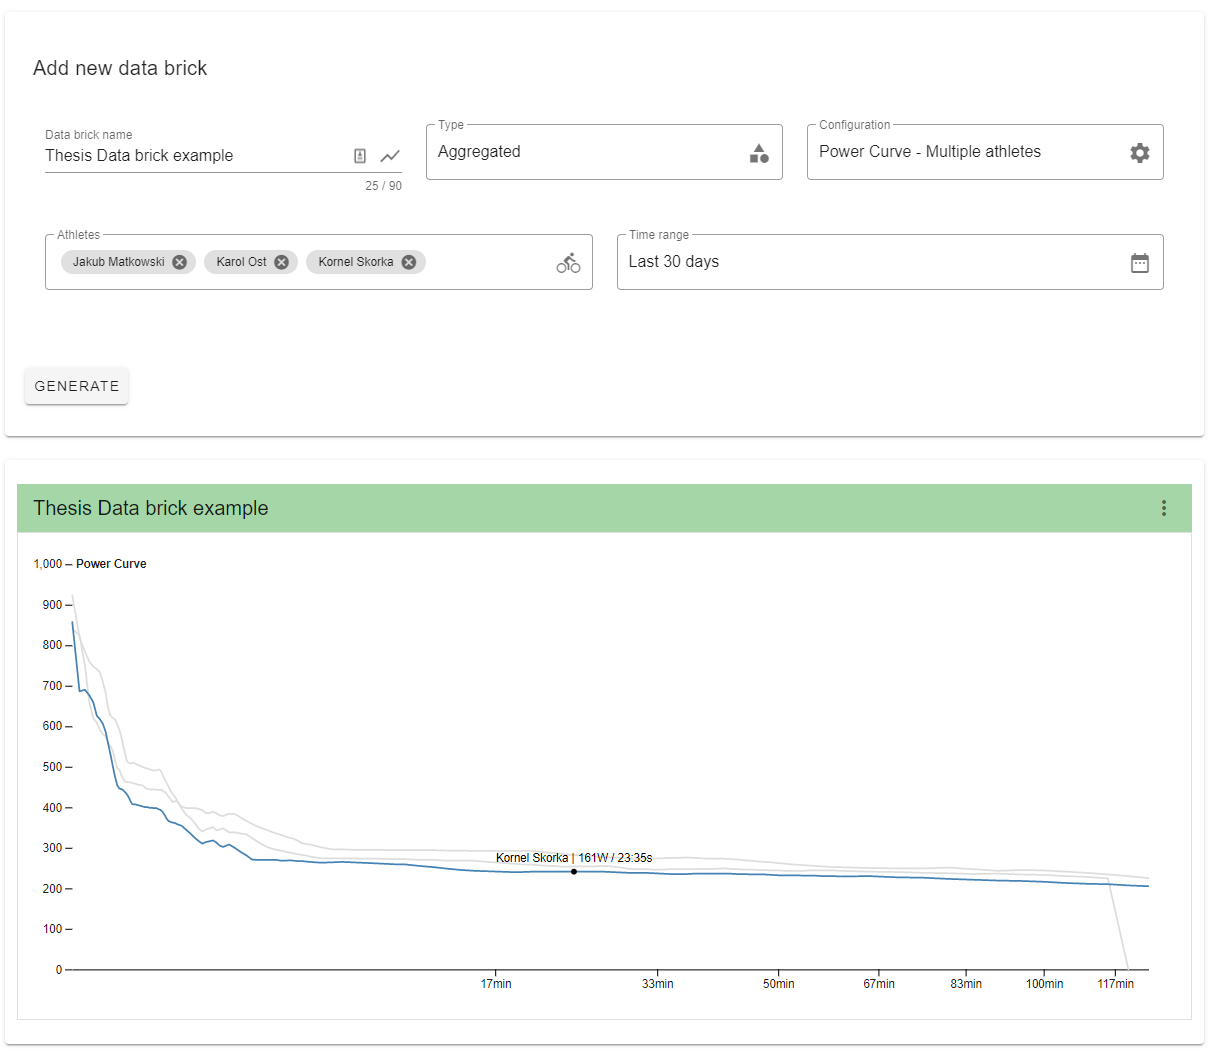 Add new data brick
Data brick name
Thesis Data brick example
25 / 90
Type
Aggregated
Configuration
Power Curve - Multiple athletes
Athletes
Jakub Matkowski
Karol Ost
Kornel Skorka
Time range
Last 30 days
GENERATE
Thesis Data brick example
1,000
Power Curve
900
800
700
600
500
400
300
200
100
0
Kornel Skorka | 161W / 23:35s
17min
33min
50min
67min
83min
100min
117min